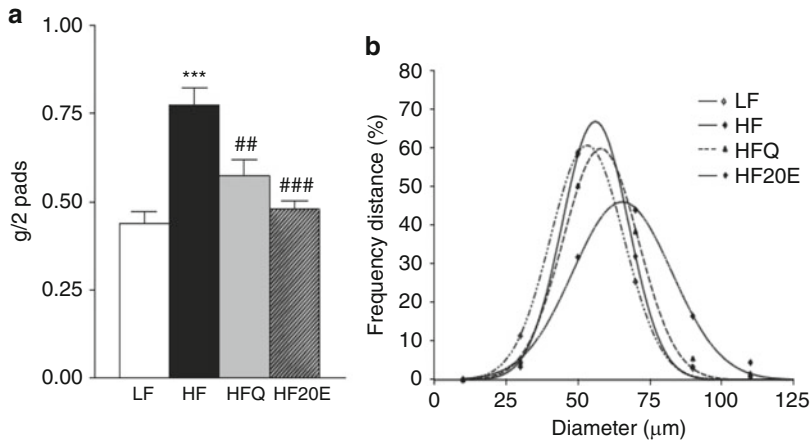 a
1.00
0.75
0.50
0.25
0.00
g/2 pads
***
##
###
LF HF HFQ HF20E
b
80
70
60
50
40
30
20
10
0
Frequency distance (%)
LF
HF
HFQ
HF20E
0 25 50 75 100 125
Diameter (μm)